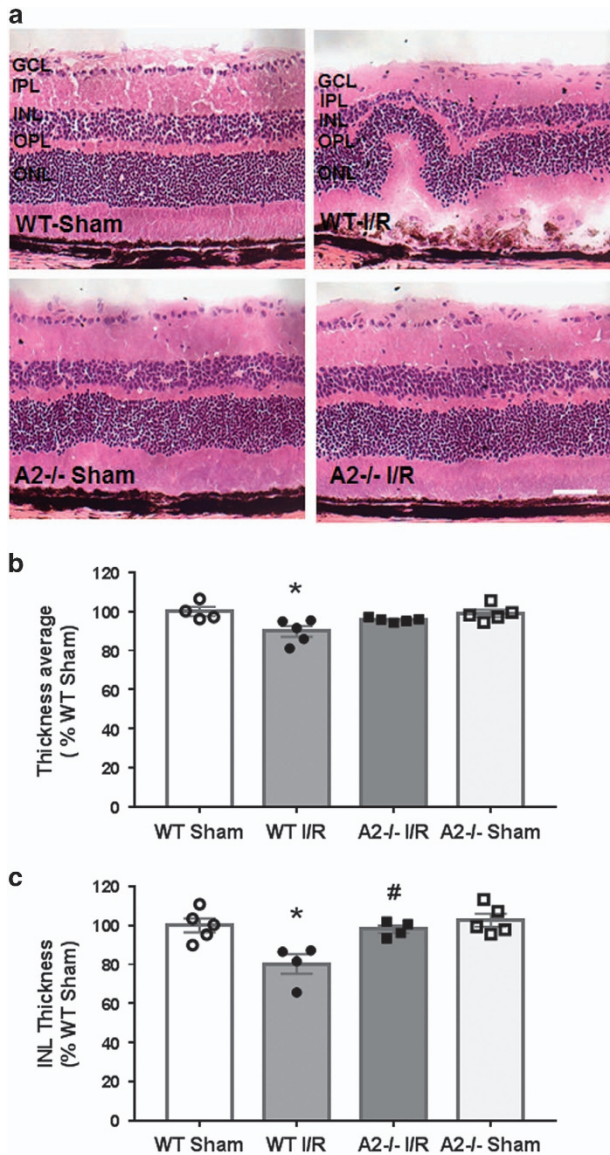 a
GCL
IPL
INL
OPL
ONL
WT-Sham
GCL
IPL
INL
OPL
ONL
WT-I/R
A2-/- Sham
A2-/- I/R
b
Thickness average
( % WT Sham)
120
100
80
60
40
20
0
*
WT Sham WT I/R A2-/- I/R A2-/- Sham
c
INL Thickness
(% WT Sham)
120
100
80
60
40
20
0
*
#
WT Sham WT I/R A2-/- I/R A2-/- Sham